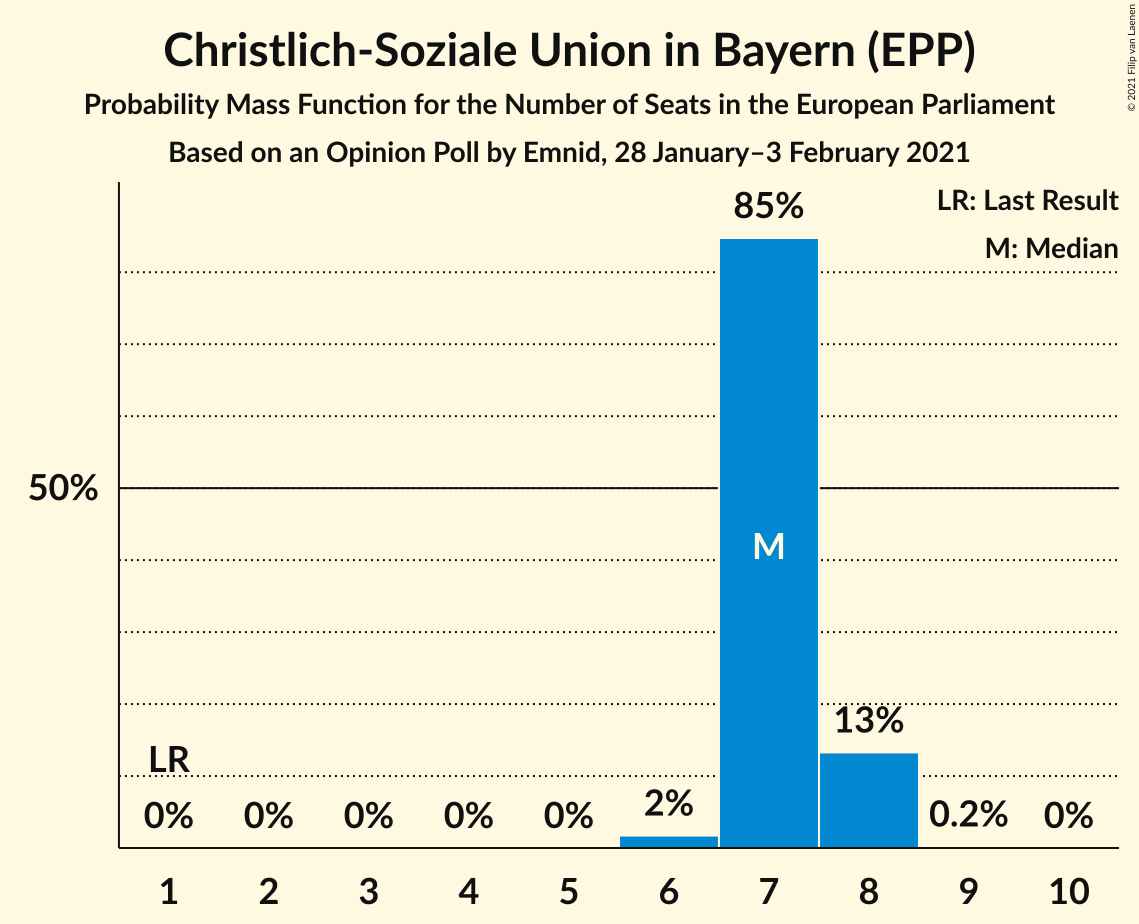 Christlich-Soziale Union in Bayern (EPP)
Probability Mass Function for the Number of Seats in the European Parliament
Based on an Opinion Poll by Emnid, 28 January–3 February 2021
© 2021 Filip van Laenen
LR: Last Result
M: Median
85%
50%
M
13%
LR
0%
0%
0%
0%
0%
2%
0.2%
0%
1 2 3 4 5 6 7 8 9 10